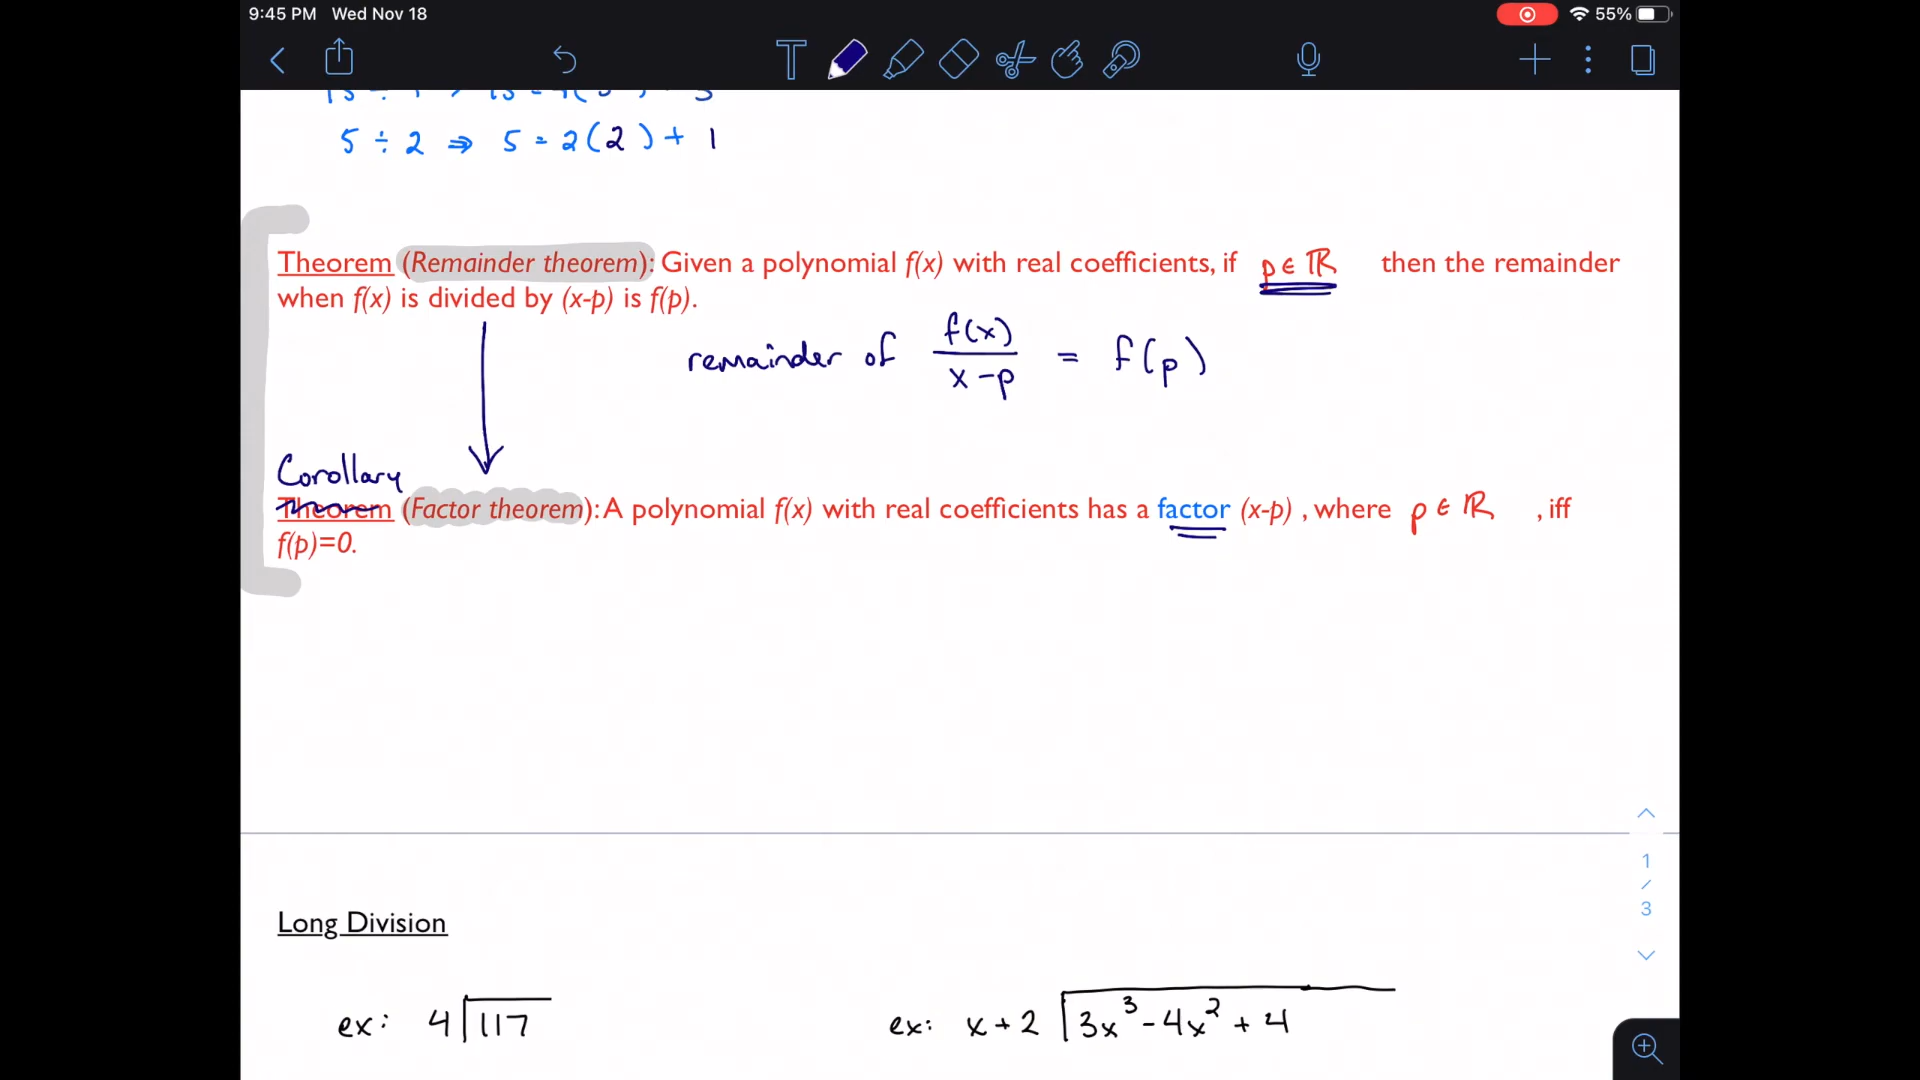 9:45 PM Wed Nov 18
55%
5 ÷ 2 ⇒ 5 = 2(2) + 1
Theorem (Remainder theorem): Given a polynomial f(x) with real coefficients, if p ∈ ℝ then the remainder
when f(x) is divided by (x-p) is f(p).
remainder of f(x)/x-p = f(p)
Corollary
Theorem (Factor theorem): A polynomial f(x) with real coefficients has a factor (x-p) , where p ∈ ℝ , iff
f(p)=0.
1
/
3
Long Division
ex: 4 117
ex: x + 2 3x³ - 4x² + 4